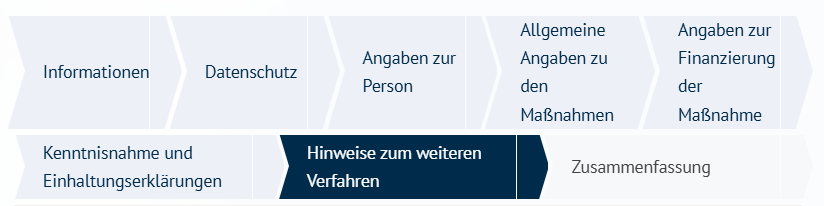 Informationen
Datenschutz
Angaben zur
Person
Allgemeine
Angaben zu
den
Maßnahmen
Angaben zur
Finanzierung
der
Maßnahme
Kenntnisnahme und
Einhaltungserklärungen
Hinweise zum weiteren
Verfahren
Zusammenfassung